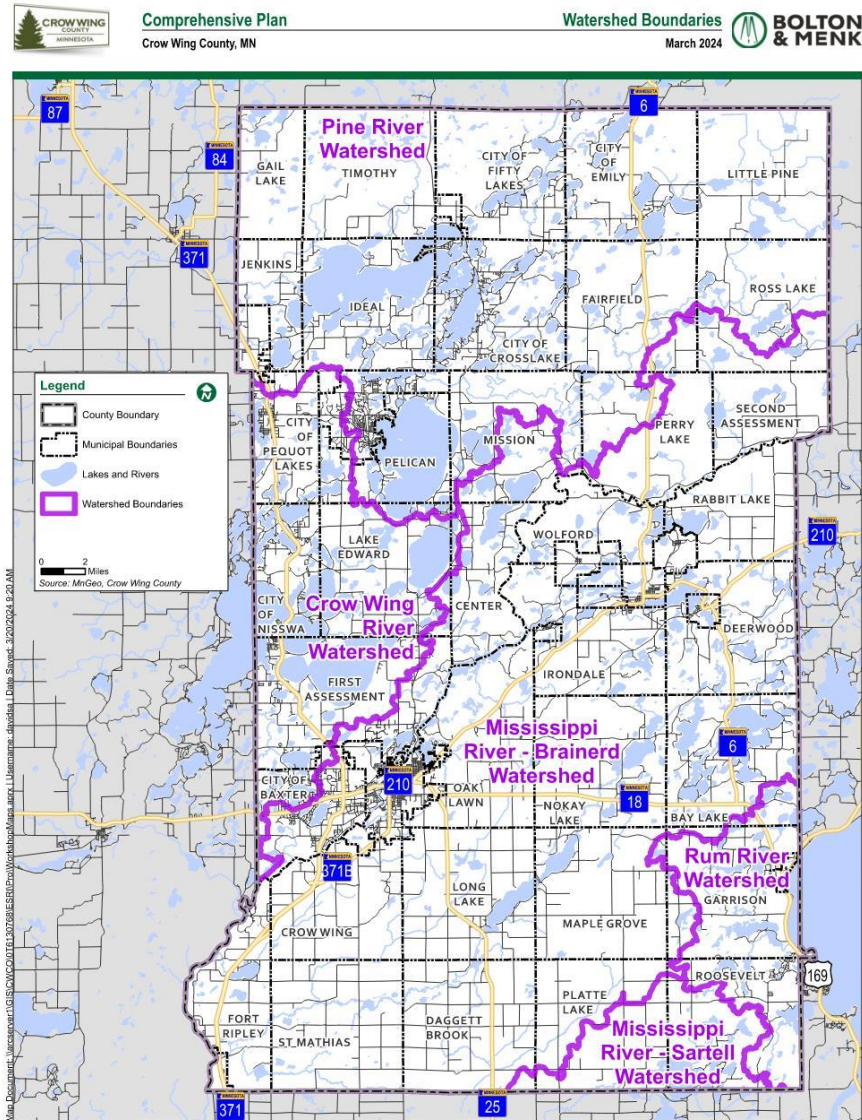 CROW WING
COUNTY
MINNESOTA
Comprehensive Plan
Crow Wing County, MN
Watershed Boundaries
March 2024
BOLTON
& MENK
87
84
371
6
Pine River
Watershed
GAIL
LAKE
TIMOTHY
CITY OF
FIFTY
LAKES
CITY
OF
EMILY
LITTLE PINE
JENKINS
IDEAL
FAIRFIELD
ROSS LAKE
CITY OF
CROSSLAKE
Legend
N
County Boundary
Municipal Boundaries
Lakes and Rivers
Watershed Boundaries
0 2
Miles
Source: MnGeo, Crow Wing County
CITY
OF
PEQUOT
LAKES
PELICAN
MISSION
PERRY
LAKE
SECOND
ASSESSMENT
RABBIT LAKE
210
LAKE
EDWARD
WOLFORD
CITY
OF
NISSWA
Crow Wing
River
Watershed
CENTER
DEERWOOD
FIRST
ASSESSMENT
IRONDALE
Mississippi
River - Brainerd
Watershed
6
CITY OF
BAXTER
210
OAK
LAWN
NOKAY
LAKE
18
BAY LAKE
371B
Rum River
Watershed
GARRISON
LONG
LAKE
CROW WING
MAPLE GROVE
ROOSEVELT
169
FORT
RIPLEY
ST MATHIAS
DAGGETT
BROOK
PLATTE
LAKE
Mississippi
River - Sartell
Watershed
371
25